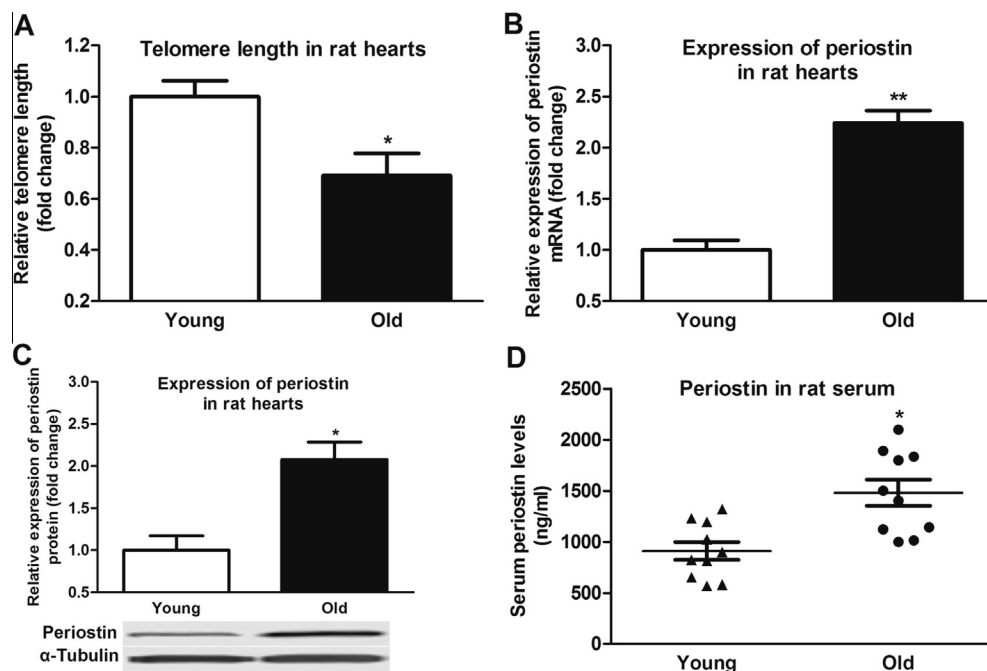 A
Telomere length in rat hearts
Relative telomere length
(fold change)
1.2
1.0
0.8
0.6
0.4
0.2
*
Young
Old
B
Expression of periostin
in rat hearts
Relative expression of periostin
mRNA (fold change)
3.0
2.5
2.0
1.5
1.0
0.5
**
Young
Old
C
Expression of periostin
in rat hearts
Relative expression of periostin
protein (fold change)
3.0
2.5
2.0
1.5
1.0
0.5
*
Young
Old
Periostin
α-Tubulin
D
Periostin in rat serum
Serum periostin levels
(ng/ml)
2500
2000
1500
1000
500
0
*
Young
Old